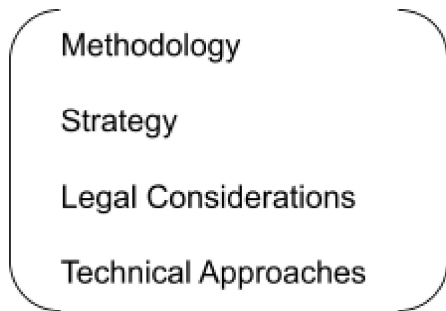 Methodology
Strategy
Legal Considerations
Technical Approaches